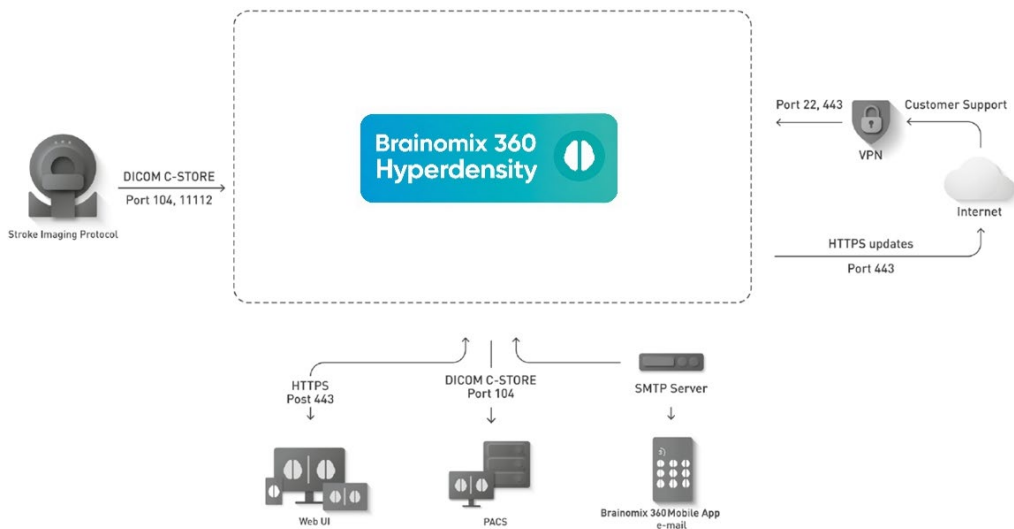 Brainomix 360
Hyperdensity
DICOM C-STORE
Port 104, 11112
Stroke Imaging Protocol
Port 22, 443
VPN
Customer Support
Internet
HTTPS updates
Port 443
HTTPS
Post 443
Web UI
DICOM C-STORE
Port 104
PACS
SMTP Server
Brainomix 360 Mobile App
e-mail